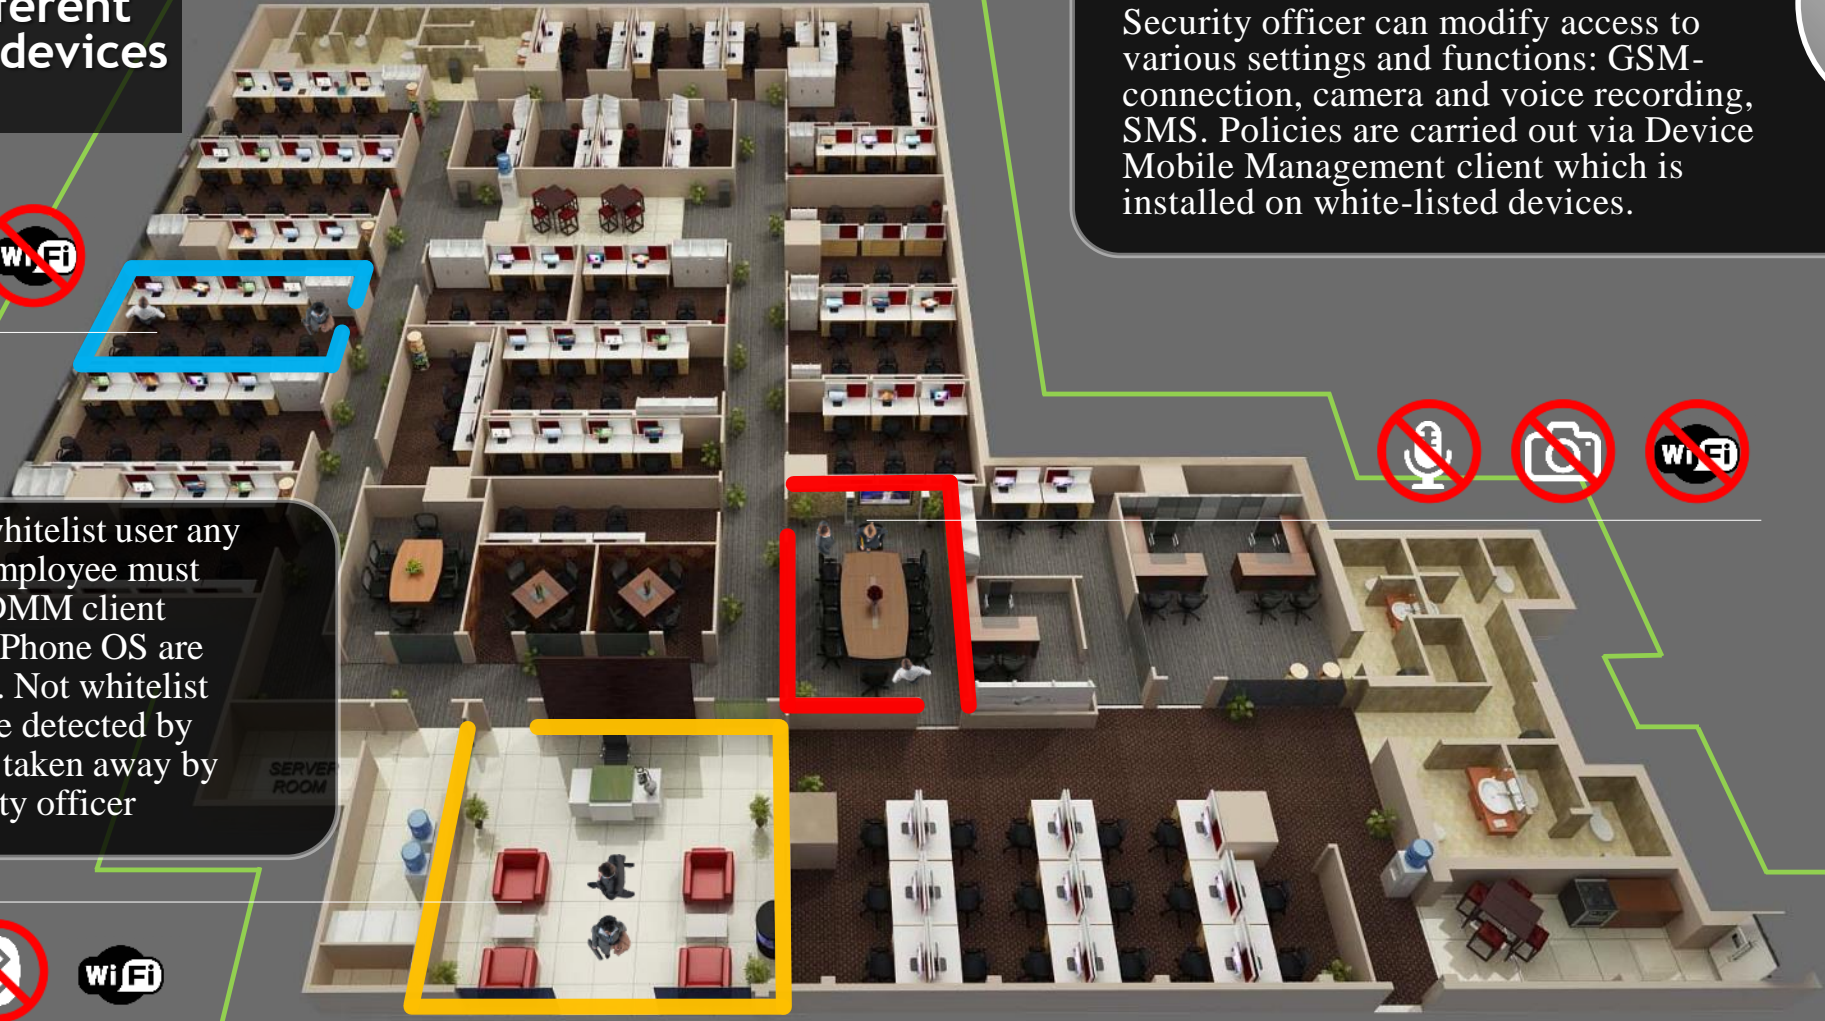 ferent
devices
Security officer can modify access to
various settings and functions: GSM-
connection, camera and voice recording,
SMS. Policies are carried out via Device
Mobile Management client which is
installed on white-listed devices.
WiFi
WiFi
whitelist user any
mployee must
DMM client
Phone OS are
. Not whitelist
e detected by
taken away by
ty officer
SERVER
ROOM
WiFi